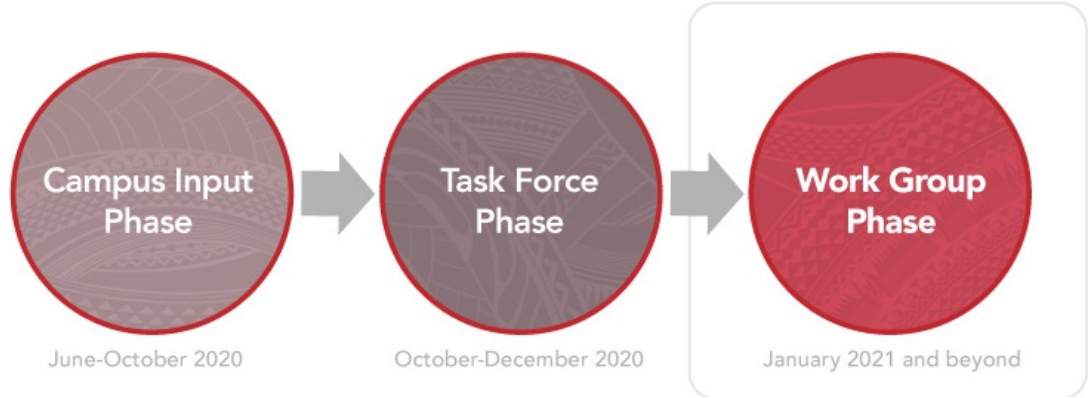 Campus Input
Phase
June-October 2020
Task Force
Phase
October-December 2020
Work Group
Phase
January 2021 and beyond